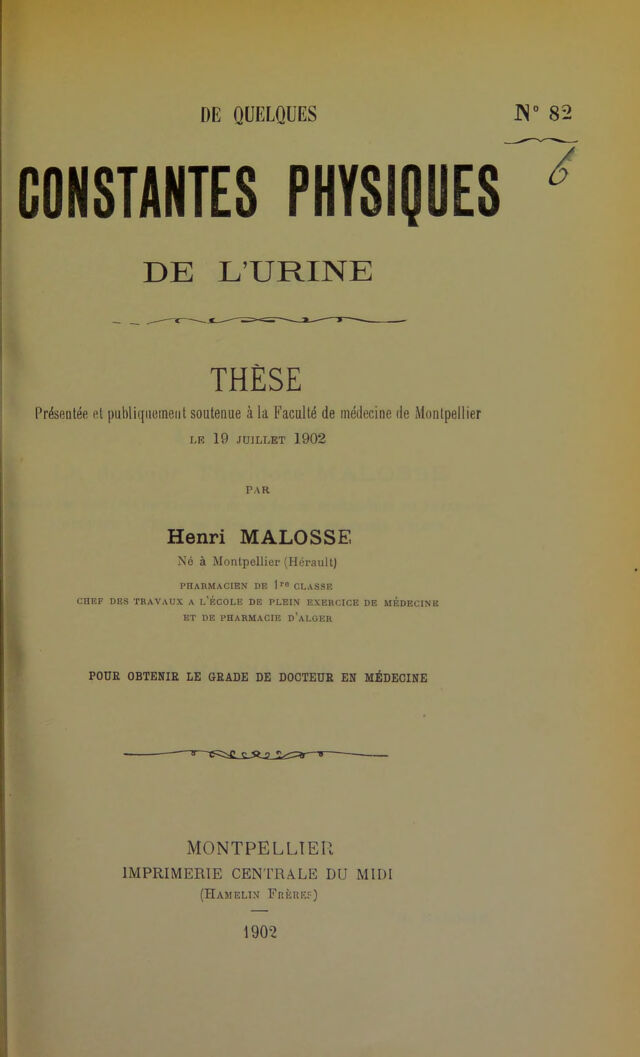 DE QUELQUES
N° 82
CONSTANTES PHYSIQUES
6
DE L'URINE
THÈSE
Présentée et publiquement soutenue à la Faculté de médecine de Montpellier
LE 19 JUILLET 1902
PAR
Henri MALOSSE
Né à Montpellier (Hérault)
PHARMACIEN DE 1re CLASSE
CHEF DES TRAVAUX A L'ÉCOLE DE PLEIN EXERCICE DE MÉDECINE
ET DE PHARMACIE D'ALGER
POUR OBTENIR LE GRADE DE DOCTEUR EN MÉDECINE
MONTPELLIER
IMPRIMERIE CENTRALE DU MIDI
(HAMELIN FRÈRES)
1902